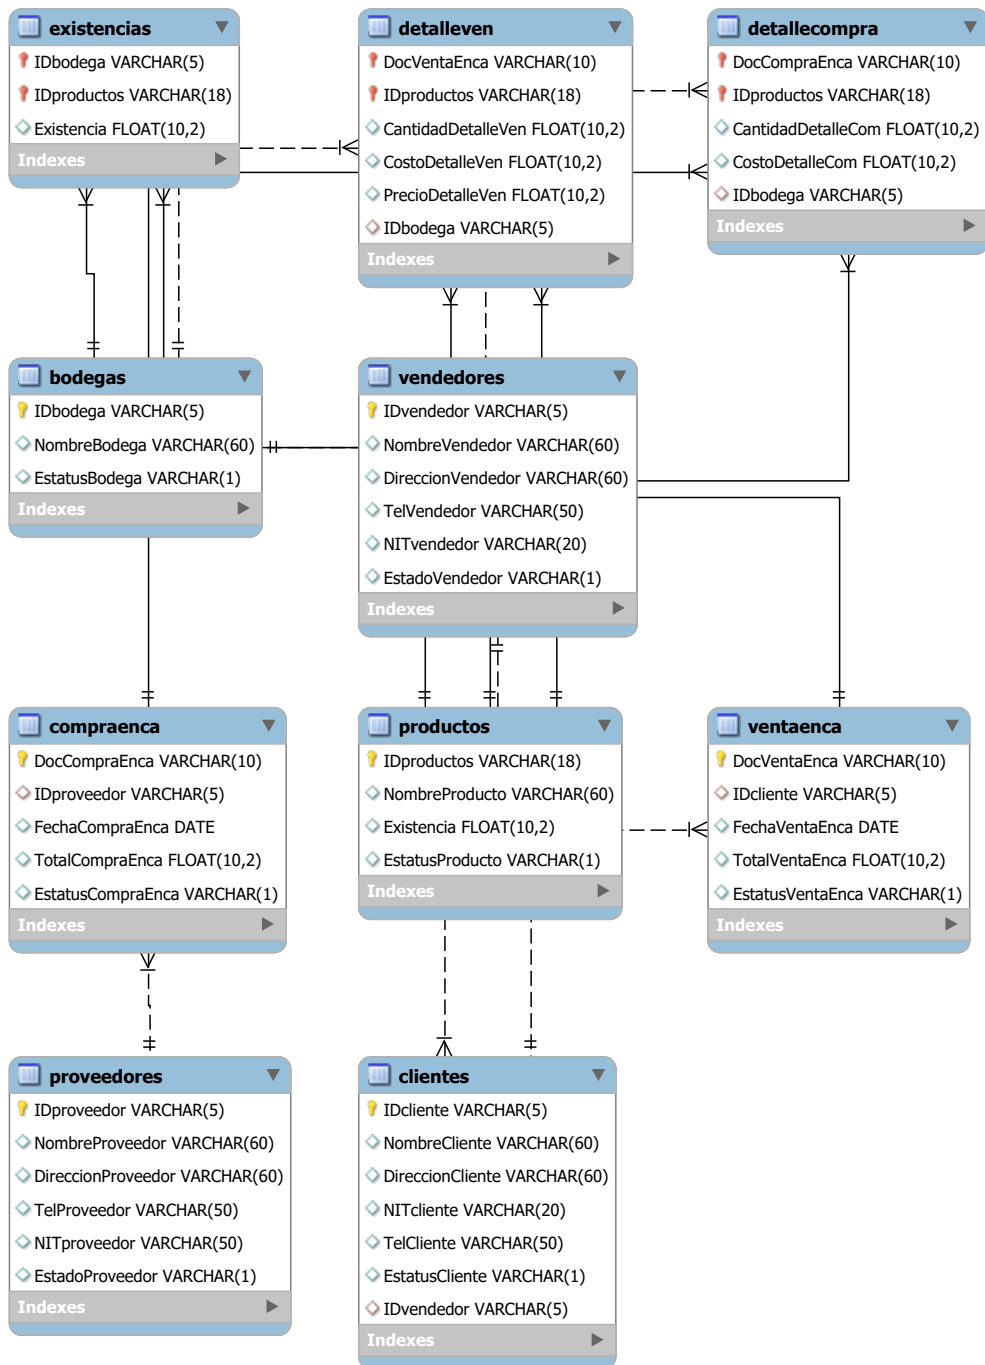 existencias
IDbodega VARCHAR(5)
IDproductos VARCHAR(18)
Existencia FLOAT(10,2)
Indexes
detalleven
DocVentaEnca VARCHAR(10)
IDproductos VARCHAR(18)
CantidadDetalleVen FLOAT(10,2)
CostoDetalleVen FLOAT(10,2)
PrecioDetalleVen FLOAT(10,2)
IDbodega VARCHAR(5)
Indexes
detallecompra
DocCompraEnca VARCHAR(10)
IDproductos VARCHAR(18)
CantidadDetalleCom FLOAT(10,2)
CostoDetalleCom FLOAT(10,2)
IDbodega VARCHAR(5)
Indexes
bodegas
IDbodega VARCHAR(5)
NombreBodega VARCHAR(60)
EstatusBodega VARCHAR(1)
Indexes
vendedores
IDvendedor VARCHAR(5)
NombreVendedor VARCHAR(60)
DireccionVendedor VARCHAR(60)
TelVendedor VARCHAR(50)
NITvendedor VARCHAR(20)
EstadoVendedor VARCHAR(1)
Indexes
compraenca
DocCompraEnca VARCHAR(10)
IDproveedor VARCHAR(5)
FechaCompraEnca DATE
TotalCompraEnca FLOAT(10,2)
EstatusCompraEnca VARCHAR(1)
Indexes
productos
IDproductos VARCHAR(18)
NombreProducto VARCHAR(60)
Existencia FLOAT(10,2)
EstatusProducto VARCHAR(1)
Indexes
ventaenca
DocVentaEnca VARCHAR(10)
IDcliente VARCHAR(5)
FechaVentaEnca DATE
TotalVentaEnca FLOAT(10,2)
EstatusVentaEnca VARCHAR(1)
Indexes
proveedores
IDproveedor VARCHAR(5)
NombreProveedor VARCHAR(60)
DireccionProveedor VARCHAR(60)
TelProveedor VARCHAR(50)
NITproveedor VARCHAR(50)
EstadoProveedor VARCHAR(1)
Indexes
clientes
IDcliente VARCHAR(5)
NombreCliente VARCHAR(60)
DireccionCliente VARCHAR(60)
NITcliente VARCHAR(20)
TelCliente VARCHAR(50)
EstatusCliente VARCHAR(1)
IDvendedor VARCHAR(5)
Indexes